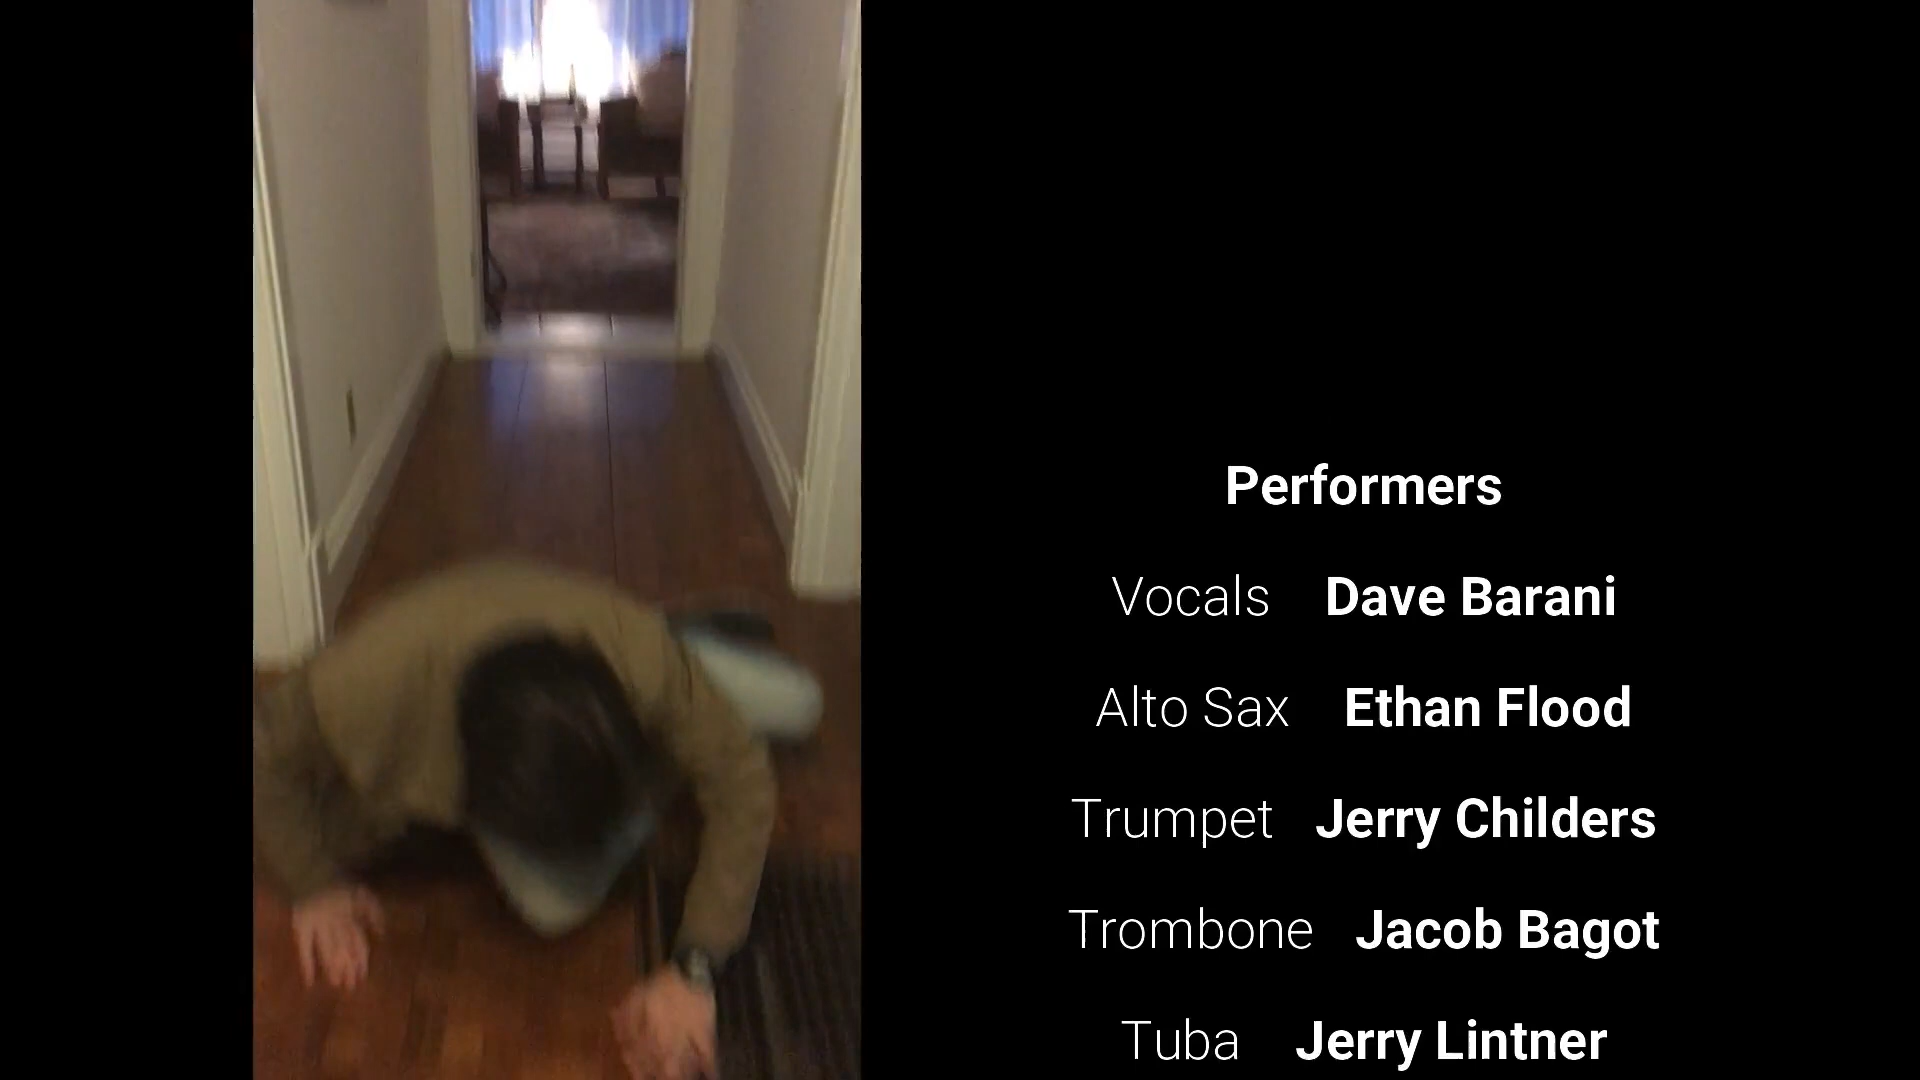 Performers
Vocals Dave Barani
Alto Sax Ethan Flood
Trumpet Jerry Childers
Trombone Jacob Bagot
Tuba Jerry Lintner